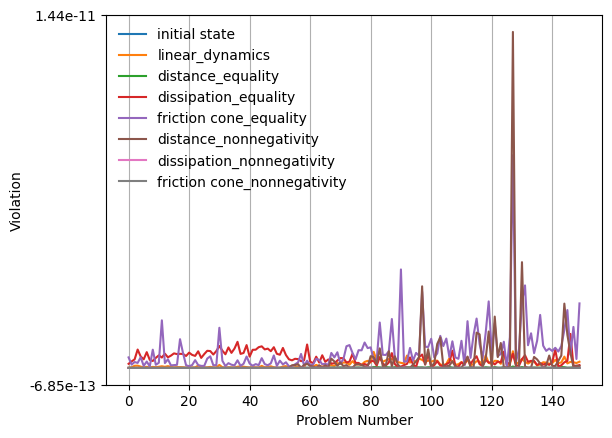 1.44e-11
initial state
linear_dynamics
distance_equality
dissipation_equality
friction cone_equality
distance_nonnegativity
dissipation_nonnegativity
friction cone_nonnegativity
Violation
-6.85e-13
0 20 40 60 80 100 120 140
Problem Number